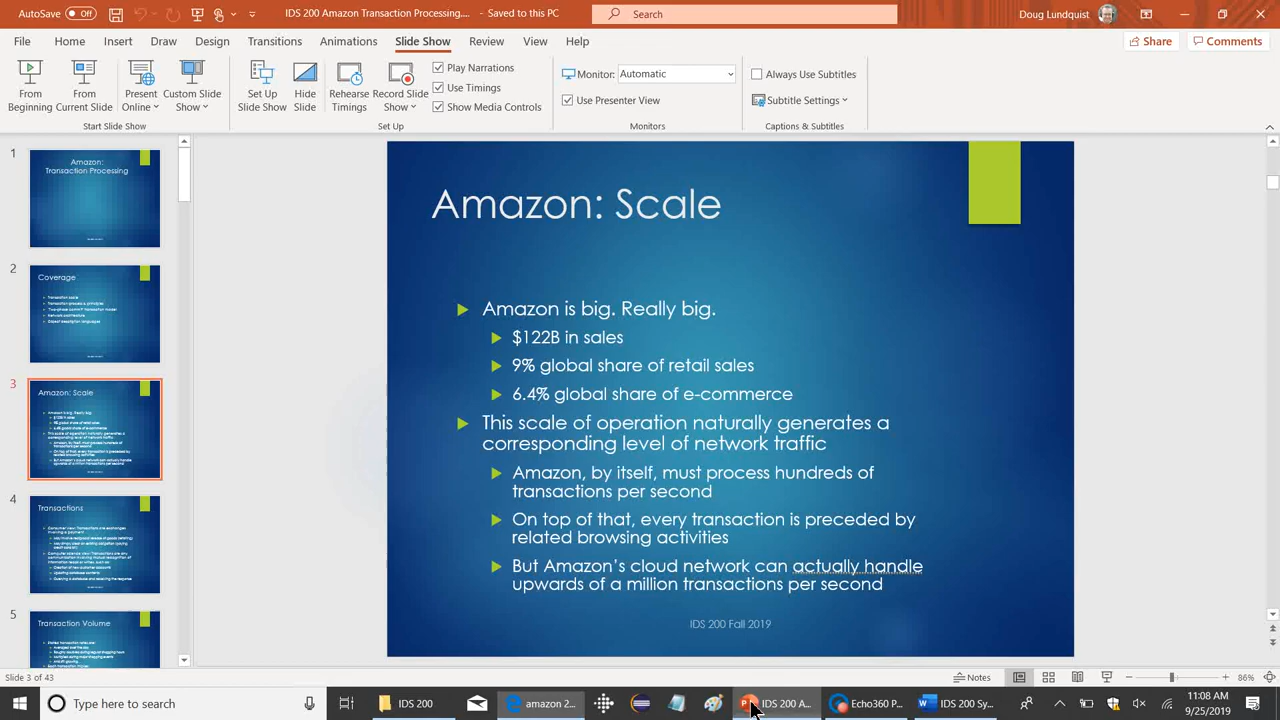 AutoSave Off IDS 200 Amazon Transaction Processing.... - Saved to this PC Search Doug Lundquist
File Home Insert Draw Design Transitions Animations Slide Show Review View Help Share Comments
From Beginning
From Current Slide
Present Online
Custom Slide Show
Start Slide Show
Set Up Slide Show
Hide Slide
Rehearse Timings
Record Slide Show
Play Narrations
Use Timings
Show Media Controls
Set Up
Monitor: Automatic
Use Presenter View
Monitors
Always Use Subtitles
Subtitle Settings
Captions & Subtitles
1
Amazon:
Transaction Processing
2
Coverage
3
Amazon: Scale
4
Transactions
5
Transaction Volume
Amazon: Scale
Amazon is big. Really big.
$122B in sales
9% global share of retail sales
6.4% global share of e-commerce
This scale of operation naturally generates a
corresponding level of network traffic
Amazon, by itself, must process hundreds of
transactions per second
On top of that, every transaction is preceded by
related browsing activities
But Amazon's cloud network can actually handle
upwards of a million transactions per second
IDS 200 Fall 2019
Slide 3 of 43 Notes 86%
Type here to search IDS 200 amazon 2... IDS 200 A... Echo360 P... IDS 200 Sy... 11:08 AM
9/25/2019